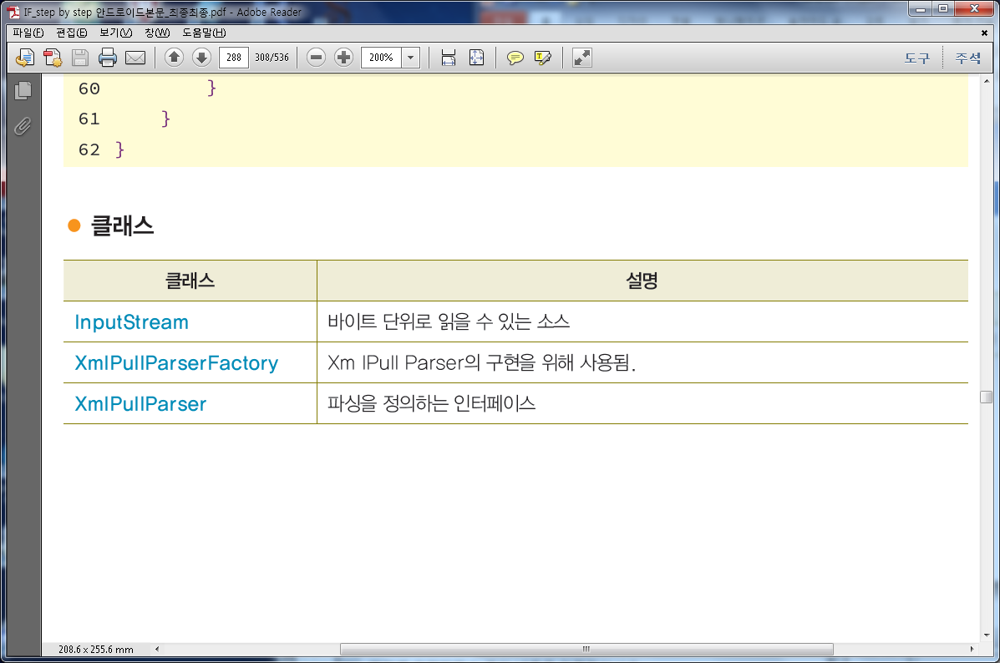 IF_step by step 안드로이드본문_최종최종.pdf - Adobe Reader
파일(F) 편집(E) 보기(V) 창(W) 도움말(H)
288 308/536 200% 도구 주석
60 }
61 }
62 }
클래스
클래스 설명
InputStream 바이트 단위로 읽을 수 있는 소스
XmlPullParserFactory Xm lPull Parser의 구현을 위해 사용됨.
XmlPullParser 파싱을 정의하는 인터페이스
208.6 x 255.6 mm